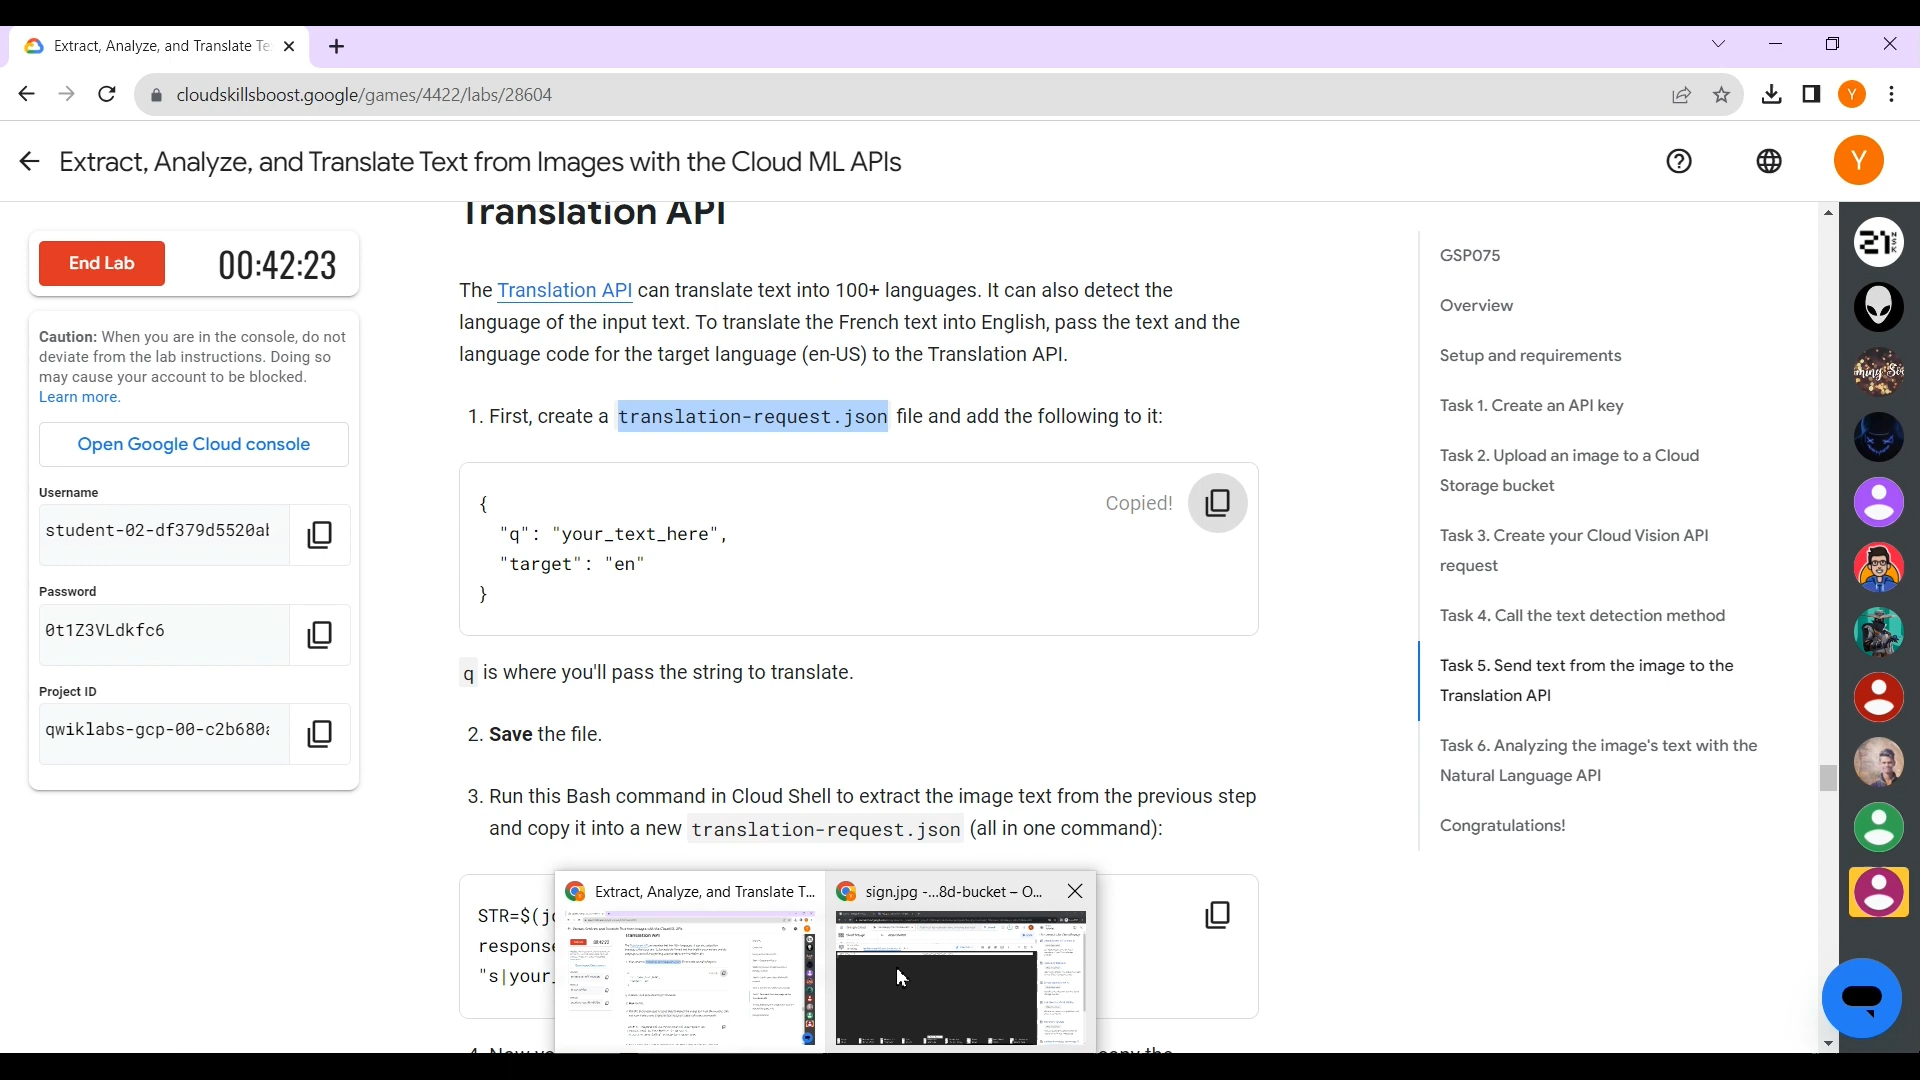 Extract, Analyze, and Translate Te
cloudskillsboost.google/games/4422/labs/28604
Y
Extract, Analyze, and Translate Text from Images with the Cloud ML APIs
Y
End Lab
00:42:23
Caution: When you are in the console, do not
deviate from the lab instructions. Doing so
may cause your account to be blocked.
Learn more.
Open Google Cloud console
Username
student-02-df379d5520ab
Password
0t1Z3VLdkfc6
Project ID
qwiklabs-gcp-00-c2b680a
Translation API
The Translation API can translate text into 100+ languages. It can also detect the
language of the input text. To translate the French text into English, pass the text and the
language code for the target language (en-US) to the Translation API.
1. First, create a translation-request.json file and add the following to it:
Copied!
{
"q": "your_text_here",
"target": "en"
}
q is where you'll pass the string to translate.
2. Save the file.
3. Run this Bash command in Cloud Shell to extract the image text from the previous step
and copy it into a new translation-request.json (all in one command):
STR=$(jq
response
"s|your_
Extract, Analyze, and Translate T...
sign.jpg -...8d-bucket – O...
GSP075
Overview
Setup and requirements
Task 1. Create an API key
Task 2. Upload an image to a Cloud
Storage bucket
Task 3. Create your Cloud Vision API
request
Task 4. Call the text detection method
Task 5. Send text from the image to the
Translation API
Task 6. Analyzing the image's text with the
Natural Language API
Congratulations!
21